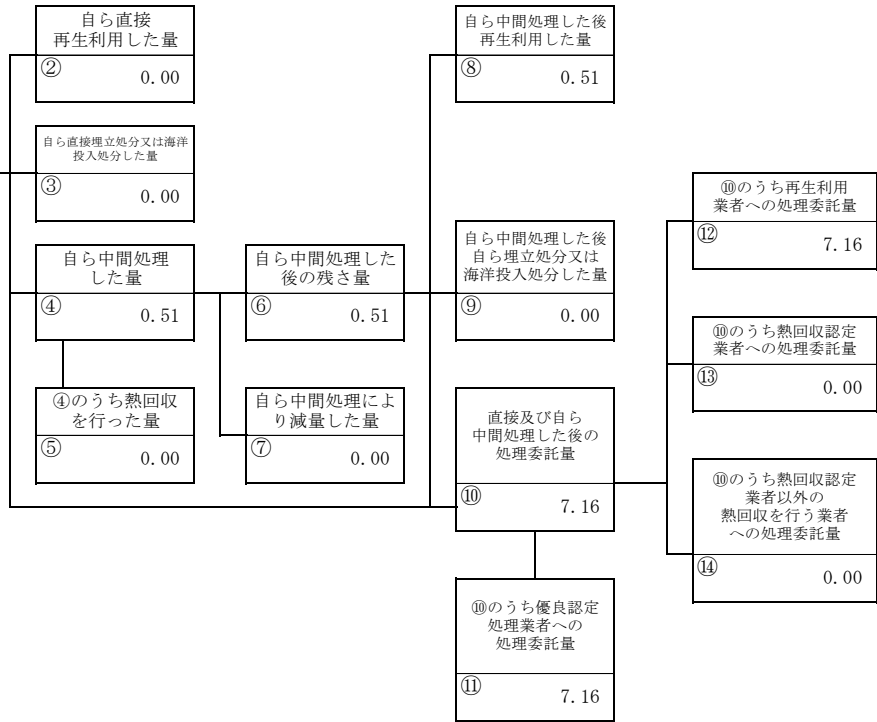 自ら直接
再生利用した量
②
0.00
自ら直接埋立処分又は海洋
投入処分した量
③
0.00
自ら中間処理
した量
④
0.51
④のうち熱回収
を行った量
⑤
0.00
自ら中間処理した
後の残さ量
⑥
0.51
自ら中間処理によ
り減量した量
⑦
0.00
自ら中間処理した後
再生利用した量
⑧
0.51
自ら中間処理した後
自ら埋立処分又は
海洋投入処分した量
⑨
0.00
直接及び自ら
中間処理した後の
処理委託量
⑩
7.16
⑩のうち優良認定
処理業者への
処理委託量
⑪
7.16
⑩のうち再生利用
業者への処理委託量
⑫
7.16
⑩のうち熱回収認定
業者への処理委託量
⑬
0.00
⑩のうち熱回収認定
業者以外の
熱回収を行う業者
への処理委託量
⑭
0.00